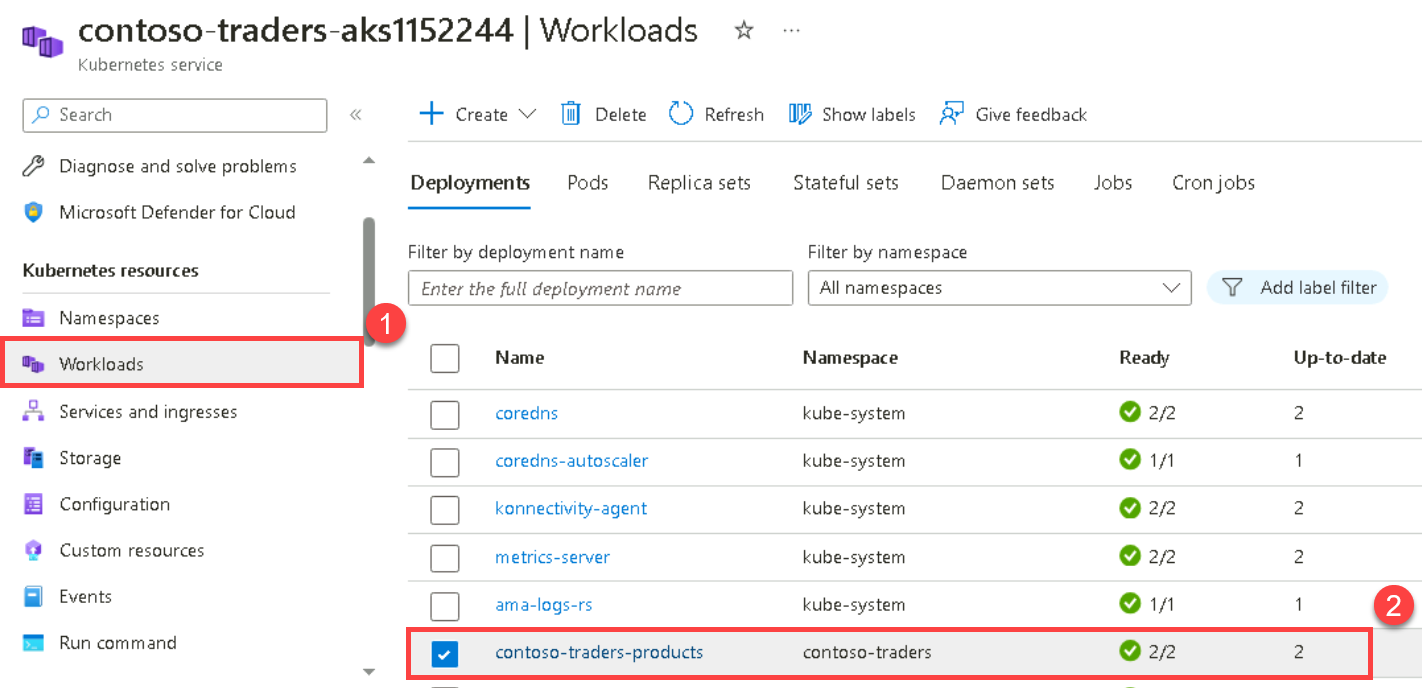 contoso-traders-aks1152244 | Workloads
Kubernetes service
Search
Create
Delete
Refresh
Show labels
Give feedback
Diagnose and solve problems
Microsoft Defender for Cloud
Kubernetes resources
Namespaces
1
Workloads
Services and ingresses
Storage
Configuration
Custom resources
Events
Run command
Deployments Pods Replica sets Stateful sets Daemon sets Jobs Cron jobs
Filter by deployment name
Enter the full deployment name
Filter by namespace
All namespaces
Add label filter
Name Namespace Ready Up-to-date
coredns kube-system 2/2 2
coredns-autoscaler kube-system 1/1 1
konnectivity-agent kube-system 2/2 2
metrics-server kube-system 2/2 2
ama-logs-rs kube-system 1/1 1
2
contoso-traders-products contoso-traders 2/2 2